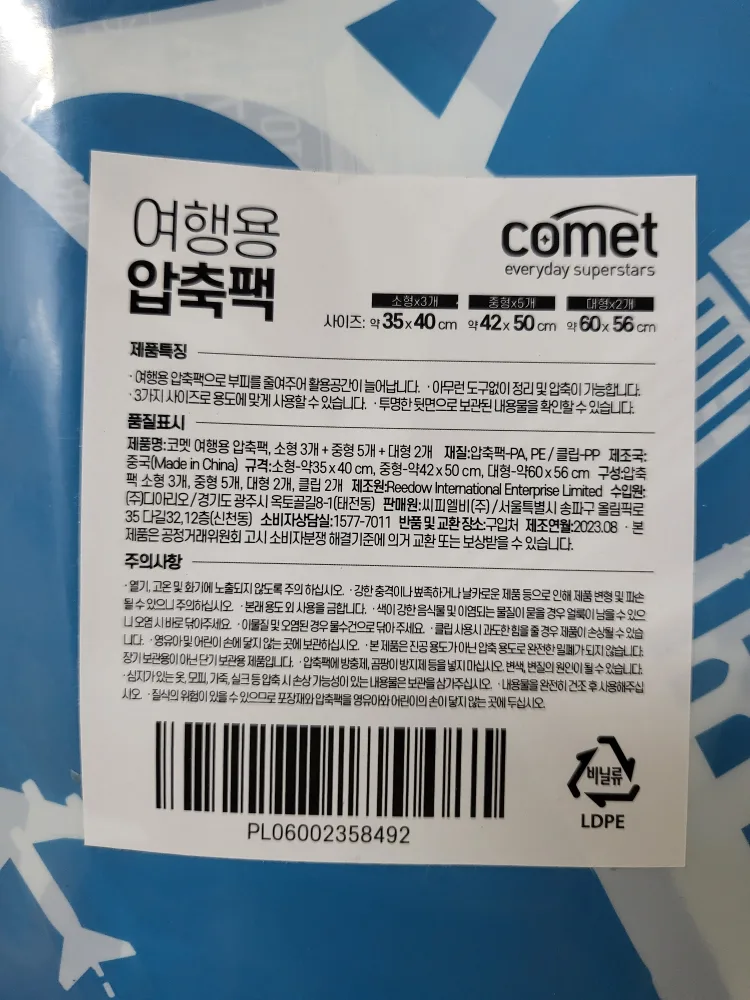 여행용
압축팩
comet
everyday superstars
소형x3개 중형x5개 대형x2개
사이즈: 약 35 x 40 cm 약 42 x 50 cm 약 60 x 56 cm
제품특징
· 여행용 압축팩으로 부피를 줄여주어 활용공간이 늘어납니다. · 아무런 도구없이 정리 및 압축이 가능합니다.
· 3가지 사이즈로 용도에 맞게 사용할 수 있습니다. · 투명한 뒷면으로 보관된 내용물을 확인할 수 있습니다.
품질표시
제품명:코멧 여행용 압축팩, 소형 3개 + 중형 5개 + 대형 2개 재질:압축팩-PA, PE / 클립-PP 제조국:
중국(Made in China) 규격:소형-약35 x 40 cm, 중형-약42 x 50 cm, 대형-약60 x 56 cm 구성:압축
팩 소형 3개, 중형 5개, 대형 2개, 클립 2개 제조원:Reedow International Enterprise Limited 수입원:
(주)디아리오 / 경기도 광주시 옥토골길8-1(태전동) 판매원:씨피엘비(주) / 서울특별시 송파구 올림픽로
35 다길32,12층(신천동) 소비자상담실:1577-7011 반품 및 교환 장소:구입처 제조연월:2023.08 · 본
제품은 공정거래위원회 고시 소비자분쟁 해결기준에 의거 교환 또는 보상받을 수 있습니다.
주의사항
· 열기, 고온 및 화기에 노출되지 않도록 주의 하십시오. · 강한 충격이나 뾰족하거나 날카로운 제품 등으로 인해 제품 변형 및 파손
될 수 있으니 주의하십시오. · 본래 용도 외 사용을 금합니다. · 색이 강한 음식물 및 이염되는 물질이 묻을 경우 얼룩이 남을 수 있으
니 오염 시 바로 닦아주세요. · 이물질 및 오염된 경우 물수건으로 닦아 주세요. · 클립 사용시 과도한 힘을 줄 경우 제품이 손상될 수 있습
니다. · 영유아 및 어린이 손에 닿지 않는 곳에 보관하십시오. · 본 제품은 진공 용도가 아닌 압축 용도로 완전한 밀폐가 되지 않습니다.
장기 보관용이 아닌 단기 보관용 제품입니다. · 압축팩에 방충제, 곰팡이 방지제 등을 넣지 마십시오. 변색, 변질의 원인이 될 수 있습니다.
· 심지가 있는 옷, 모피, 가죽, 실크 등 압축 시 손상 가능성이 있는 내용물은 보관을 삼가주십시오. · 내용물을 완전히 건조 후 사용해주십
시오. · 질식의 위험이 있을 수 있으므로 포장재와 압축팩을 영유아와 어린이의 손이 닿지 않는 곳에 두십시오.
PL06002358492
비닐류
LDPE